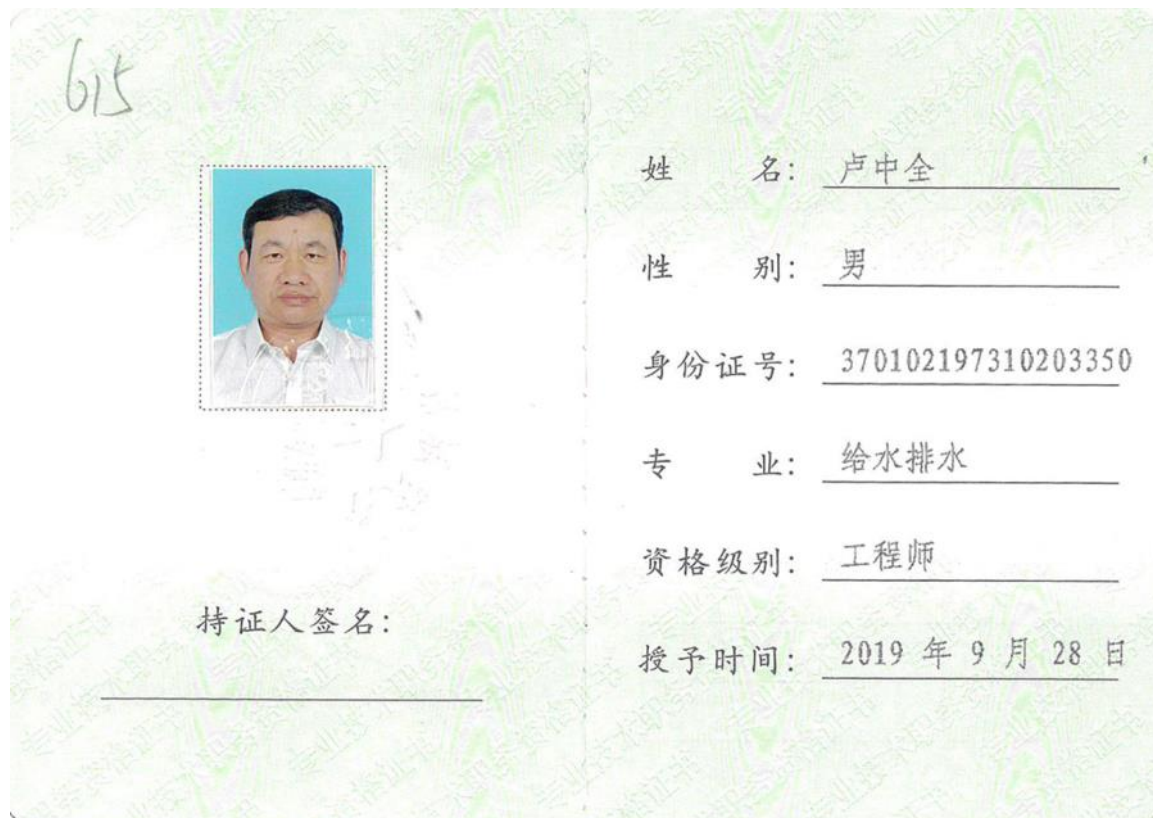 615
姓 名: 卢中全
性 别: 男
身份证号: 370102197310203350
专 业: 给水排水
资格级别: 工程师
持证人签名:
授予时间: 2019 年 9 月 28 日